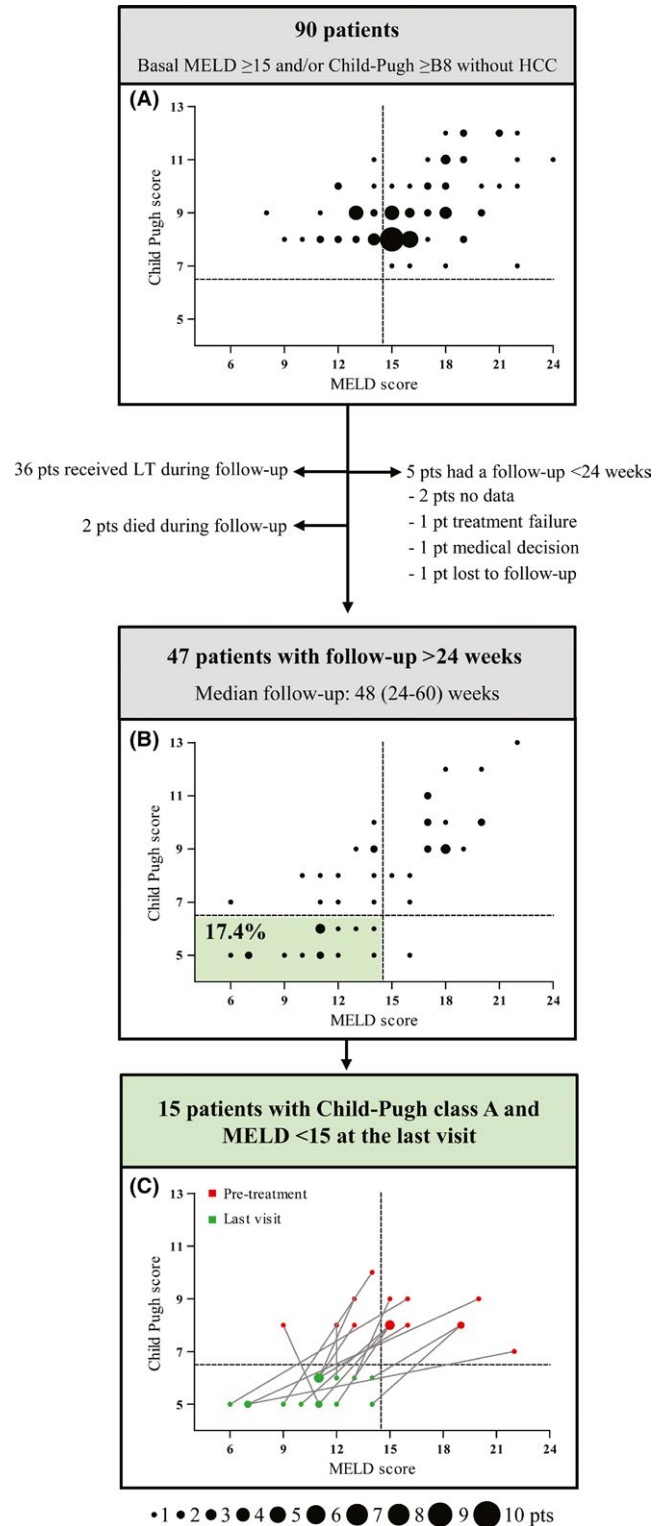 90 patients
Basal MELD ≥15 and/or Child-Pugh ≥B8 without HCC
(A)
13
11
9
7
5
Child Pugh score
6 9 12 15 18 21 24
MELD score
36 pts received LT during follow-up
2 pts died during follow-up
5 pts had a follow-up <24 weeks
- 2 pts no data
- 1 pt treatment failure
- 1 pt medical decision
- 1 pt lost to follow-up
47 patients with follow-up >24 weeks
Median follow-up: 48 (24-60) weeks
(B)
13
11
9
7
5
Child Pugh score
17.4%
6 9 12 15 18 21 24
MELD score
15 patients with Child-Pugh class A and
MELD <15 at the last visit
(C)
Pre-treatment
Last visit
13
11
9
7
5
Child Pugh score
6 9 12 15 18 21 24
MELD score
1 2 3 4 5 6 7 8 9 10 pts